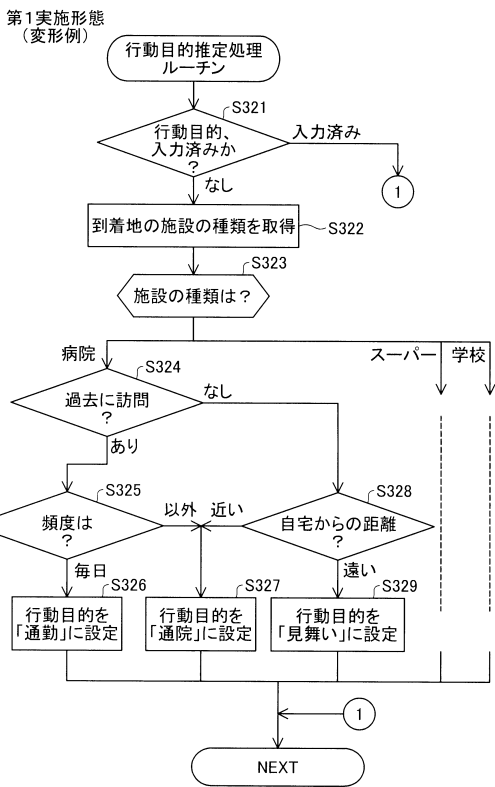 第1実施形態
（変形例）
行動目的推定処理
ルーチン
S321
行動目的、
入力済みか
？
入力済み
1
なし
到着地の施設の種類を取得
S322
S323
施設の種類は？
病院
スーパー
学校
S324
過去に訪問
？
なし
あり
S325
頻度は
？
以外
近い
S328
自宅からの距離
？
毎日
遠い
S326
行動目的を
「通勤」に設定
S327
行動目的を
「通院」に設定
S329
行動目的を
「見舞い」に設定
1
NEXT